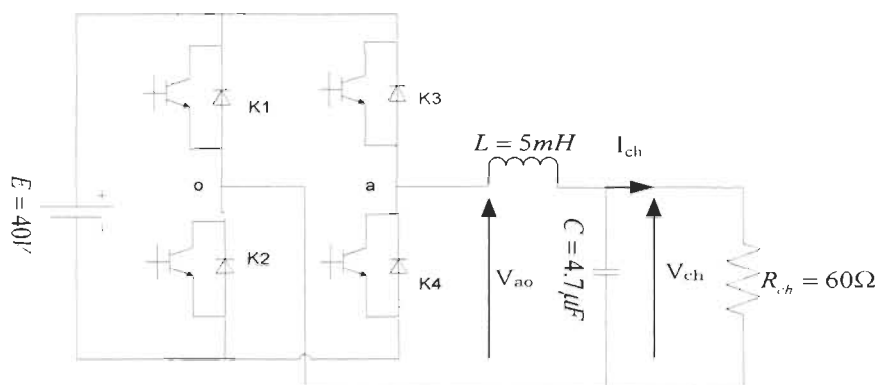 K1
K3
L = 5mH
I_ch
o
a
E = 40V
+
-
K2
K4
V_ao
C = 4.7µF
V_ch
R_ch = 60Ω